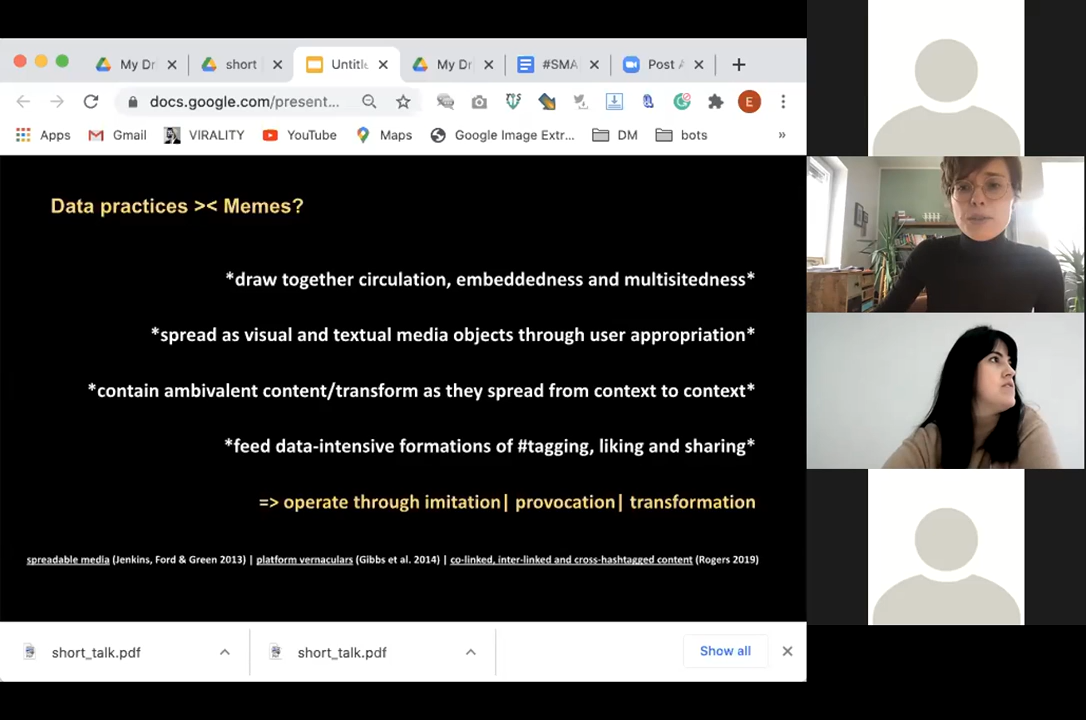 My Dr
short
Untitle
My Dr
#SMA
Post A
docs.google.com/present...
E
Apps
Gmail
VIRALITY
YouTube
Maps
Google Image Extr...
DM
bots
»
Data practices >< Memes?
*draw together circulation, embeddedness and multisitedness*
*spread as visual and textual media objects through user appropriation*
*contain ambivalent content/transform as they spread from context to context*
*feed data-intensive formations of #tagging, liking and sharing*
=> operate through imitation| provocation| transformation
spreadable media (Jenkins, Ford & Green 2013) | platform vernaculars (Gibbs et al. 2014) | co-linked, inter-linked and cross-hashtagged content (Rogers 2019)
short_talk.pdf
short_talk.pdf
Show all